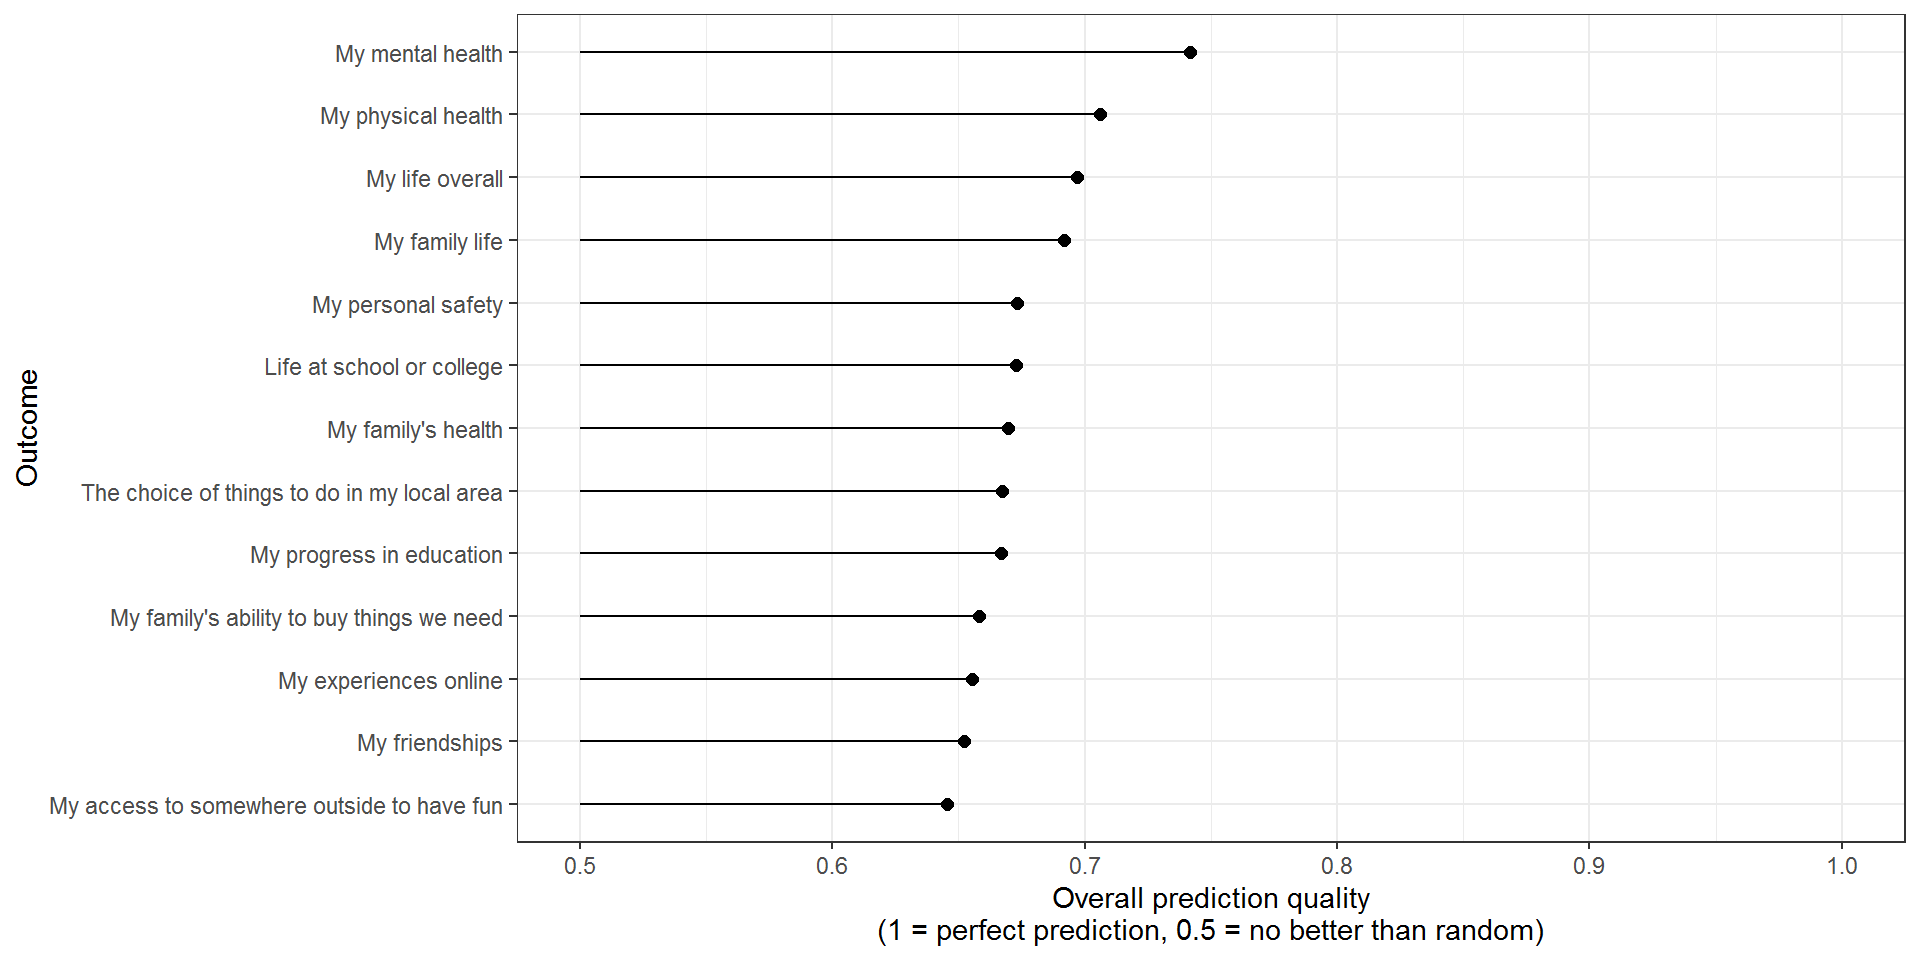 My mental health
My physical health
My life overall
My family life
My personal safety
Life at school or college
My family's health
The choice of things to do in my local area
My progress in education
My family's ability to buy things we need
My experiences online
My friendships
My access to somewhere outside to have fun
Outcome
0.5 0.6 0.7 0.8 0.9 1.0
Overall prediction quality
(1 = perfect prediction, 0.5 = no better than random)